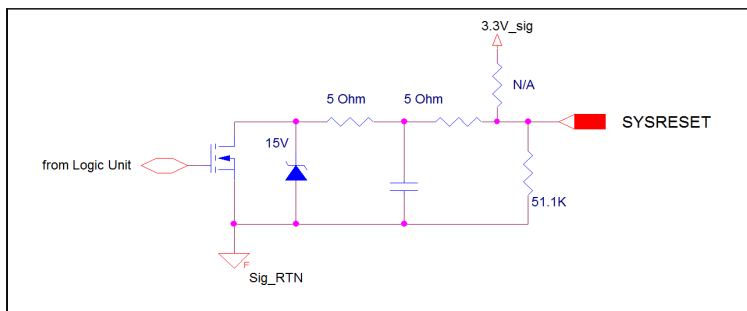 3.3V_sig
N/A
5 Ohm
5 Ohm
SYSRESET
15V
from Logic Unit
51.1K
F
Sig_RTN